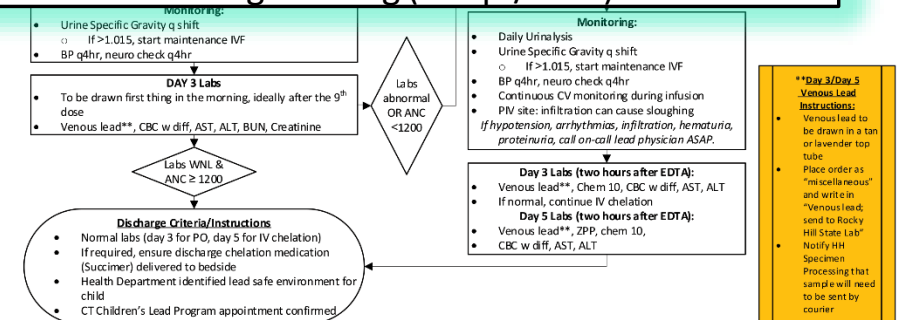 Monitoring:
• Urine Specific Gravity q shift
○ If >1.015, start maintenance IVF
• BP q4hr, neuro check q4hr
DAY 3 Labs
• To be drawn first thing in the morning, ideally after the 9th
dose
• Venous lead**, CBC w diff, AST, ALT, BUN, Creatinine
Labs
abnormal
OR ANC
<1200
Labs WNL &
ANC ≥ 1200
Discharge Criteria/Instructions
• Normal labs (day 3 for PO, day 5 for IV chelation)
• If required, ensure discharge chelation medication
(Succimer) delivered to bedside
• Health Department identified lead safe environment for
child
• CT Children's Lead Program appointment confirmed
Monitoring:
• Daily Urinalysis
• Urine Specific Gravity q shift
○ If >1.015, start maintenance IVF
• BP q4hr, neuro check q4hr
• Continuous CV monitoring during infusion
• PIV site: infiltration can cause sloughing
If hypotension, arrhythmias, infiltration, hematuria,
proteinuria, call on-call lead physician ASAP.
Day 3 Labs (two hours after EDTA):
• Venous lead**, Chem 10, CBC w diff, AST, ALT
• If normal, continue IV chelation
Day 5 Labs (two hours after EDTA):
• Venous lead**, ZPP, chem 10,
• CBC w diff, AST, ALT
**Day 3/Day 5
Venous Lead
Instructions:
• Venous lead to
be drawn in a tan
or lavender top
tube
• Place order as
"miscellaneous"
and write in
"Venous lead;
send to Rocky
Hill State Lab"
• Notify HH
Specimen
Processing that
sample will need
to be sent by
courier